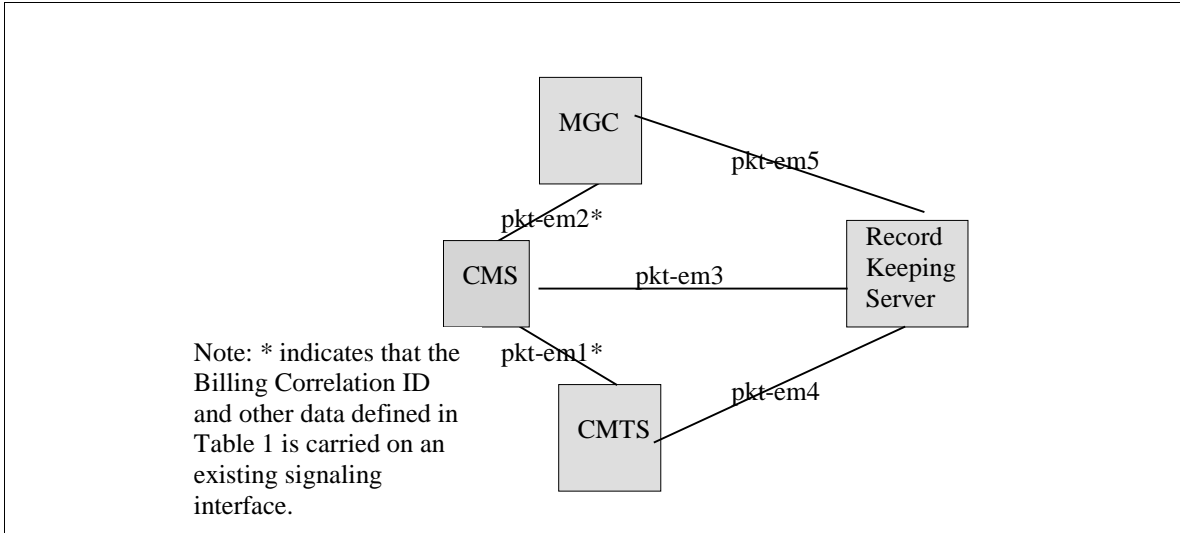 MGC
pkt-em5
pkt-em2*
Record
Keeping
Server
CMS
pkt-em3
Note: * indicates that the
Billing Correlation ID
and other data defined in
Table 1 is carried on an
existing signaling
interface.
pkt-em1*
pkt-em4
CMTS